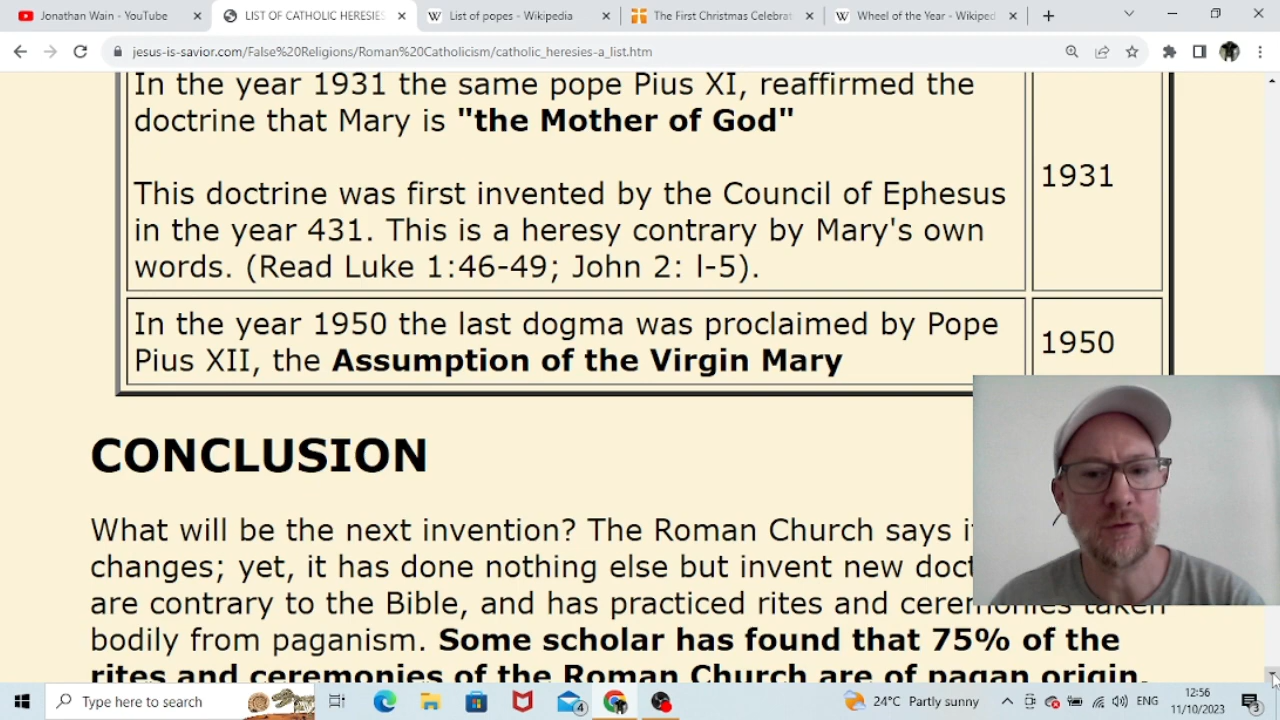 Jonathan Wain - YouTube
LIST OF CATHOLIC HERESIES
List of popes - Wikipedia
The First Christmas Celebrat
Wheel of the Year - Wikiped
jesus-is-savior.com/False%20Religions/Roman%20Catholicism/catholic_heresies-a_list.htm
In the year 1931 the same pope Pius XI, reaffirmed the
doctrine that Mary is "the Mother of God"
This doctrine was first invented by the Council of Ephesus
in the year 431. This is a heresy contrary by Mary's own
words. (Read Luke 1:46-49; John 2: l-5).
1931
In the year 1950 the last dogma was proclaimed by Pope
Pius XII, the Assumption of the Virgin Mary
1950
CONCLUSION
What will be the next invention? The Roman Church says i
changes; yet, it has done nothing else but invent new doct
are contrary to the Bible, and has practiced rites and ceremonies taken
bodily from paganism. Some scholar has found that 75% of the
rites and ceremonies of the Roman Church are of pagan origin.
Type here to search
4
24°C Partly sunny
ENG
12:56
11/10/2023
3